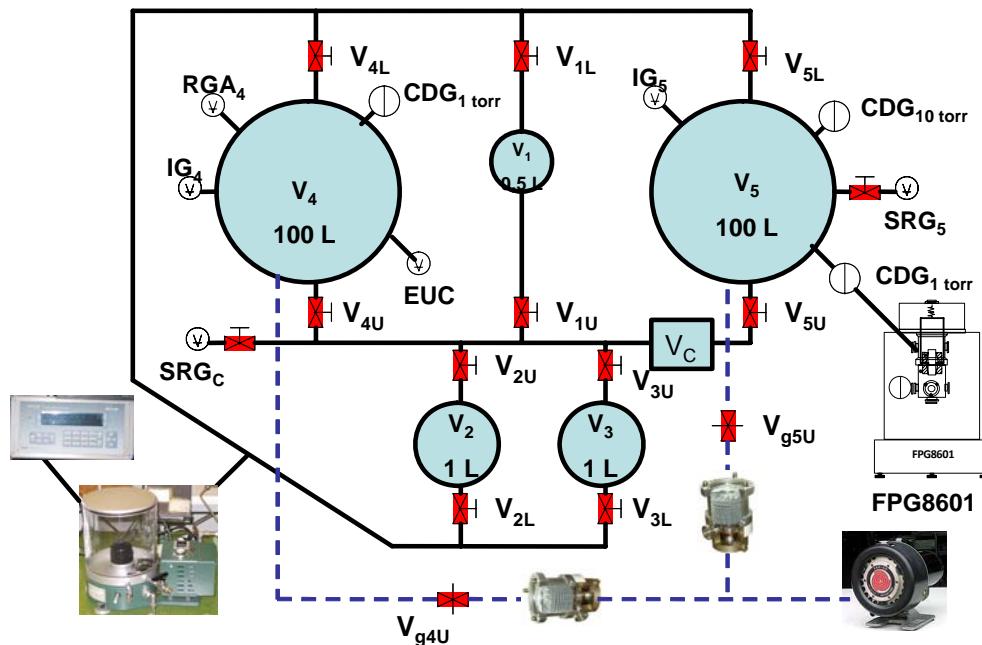 V4L
V1L
V5L
RGA4
CDG1 torr
IG5
CDG10 torr
V1
0.5 L
IG4
V4
100 L
V5
100 L
SRG5
EUC
CDG1 torr
V4U
V1U
V5U
VC
SRGC
V2U
V3U
V2
1 L
V3
1 L
Vg5U
FPG8601
FPG8601
V2L
V3L
Vg4U